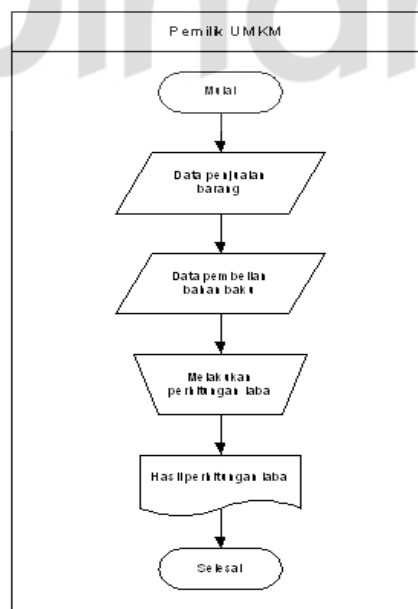 Pemilik UMKM
Mulai
Data penjualan
barang
Data pembelian
bahan baku
Melakukan
perhitungan laba
Hasil perhitungan laba
Selesai